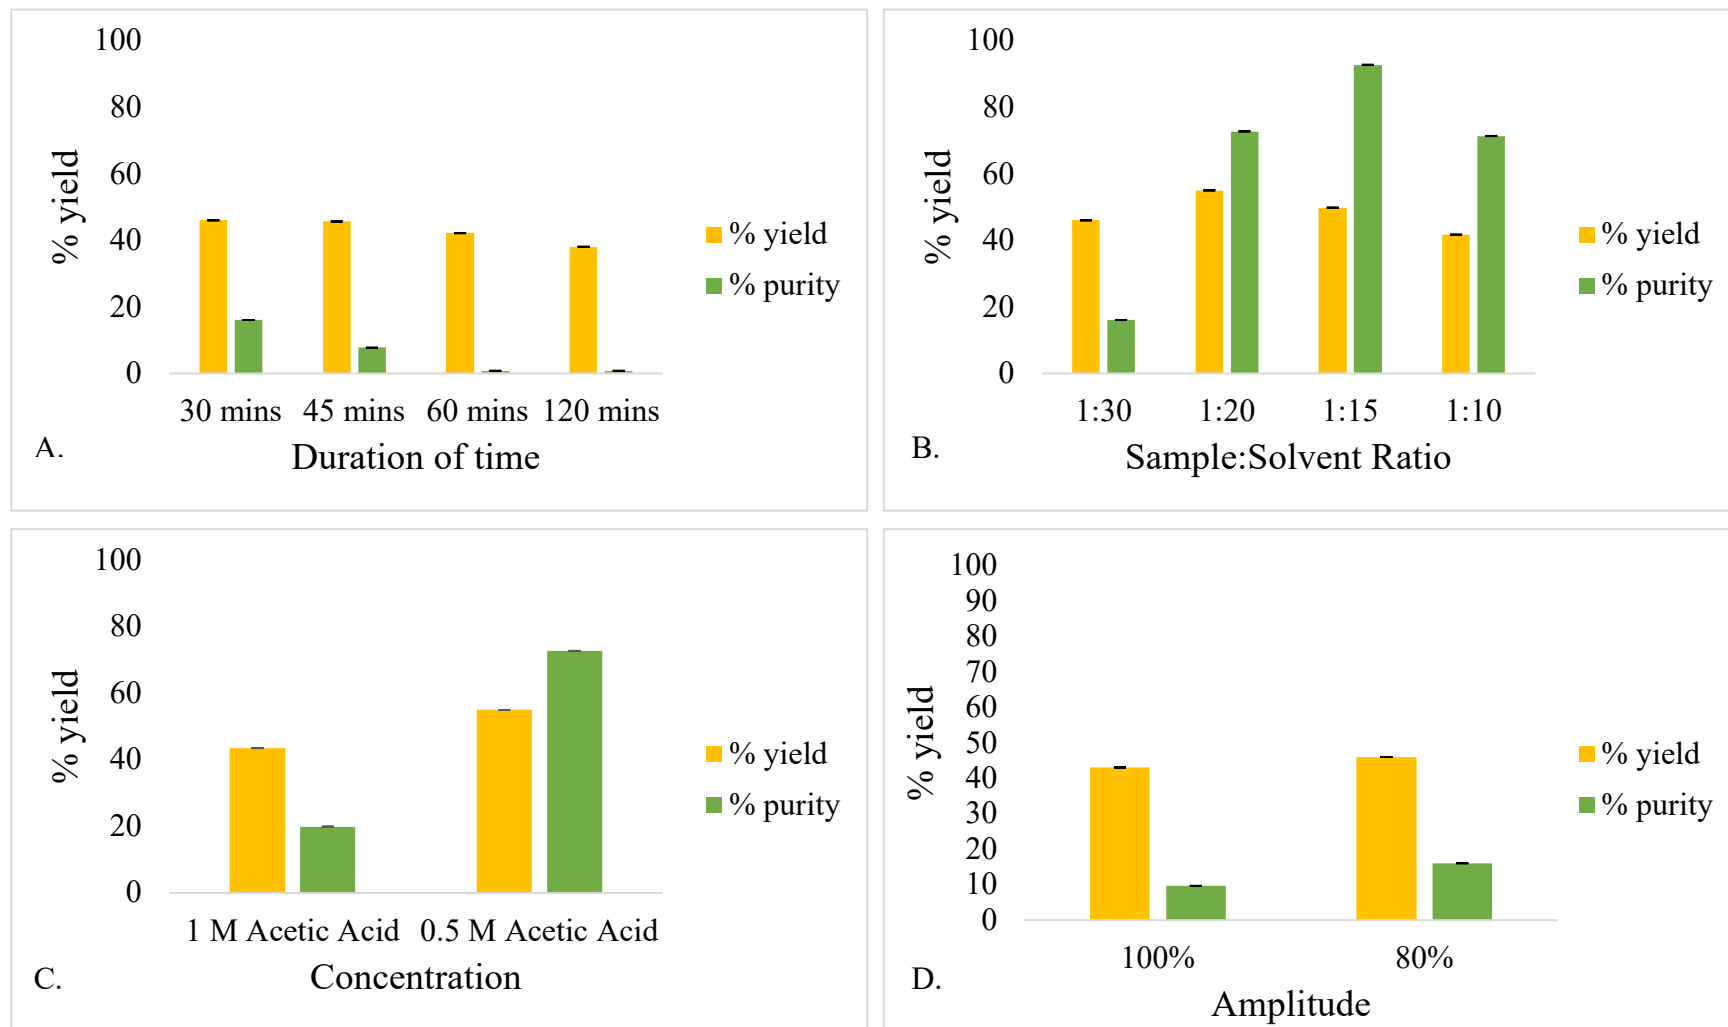 100
80
60
40
20
0
% yield
30 mins 45 mins 60 mins 120 mins
Duration of time
% yield
% purity
A.
100
80
60
40
20
0
% yield
1:30 1:20 1:15 1:10
Sample:Solvent Ratio
% yield
% purity
B.
100
80
60
40
20
0
% yield
1 M Acetic Acid 0.5 M Acetic Acid
Concentration
% yield
% purity
C.
100
90
80
70
60
50
40
30
20
10
0
% yield
100% 80%
Amplitude
% yield
% purity
D.